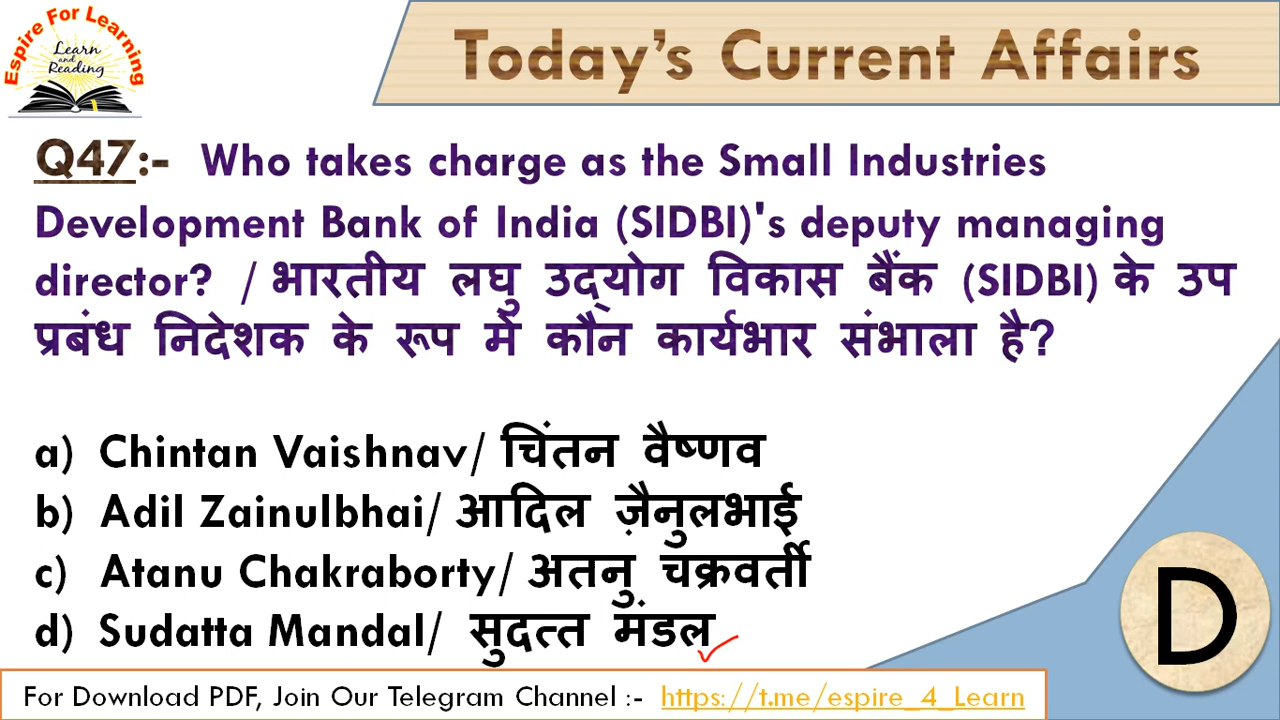 Espire For Learning
Learn
and
Reading
Today's Current Affairs
Q47:- Who takes charge as the Small Industries
Development Bank of India (SIDBI)'s deputy managing
director? / भारतीय लघु उद्योग विकास बैंक (SIDBI) के उप
प्रबंध निदेशक के रूप में कौन कार्यभार संभाला है?
a) Chintan Vaishnav/ चिंतन वैष्णव
b) Adil Zainulbhai/ आदिल ज़ैनुलभाई
c) Atanu Chakraborty/ अतनु चक्रवर्ती
d) Sudatta Mandal/ सुदत्त मंडल
D
For Download PDF, Join Our Telegram Channel :- https://t.me/espire_4_Learn